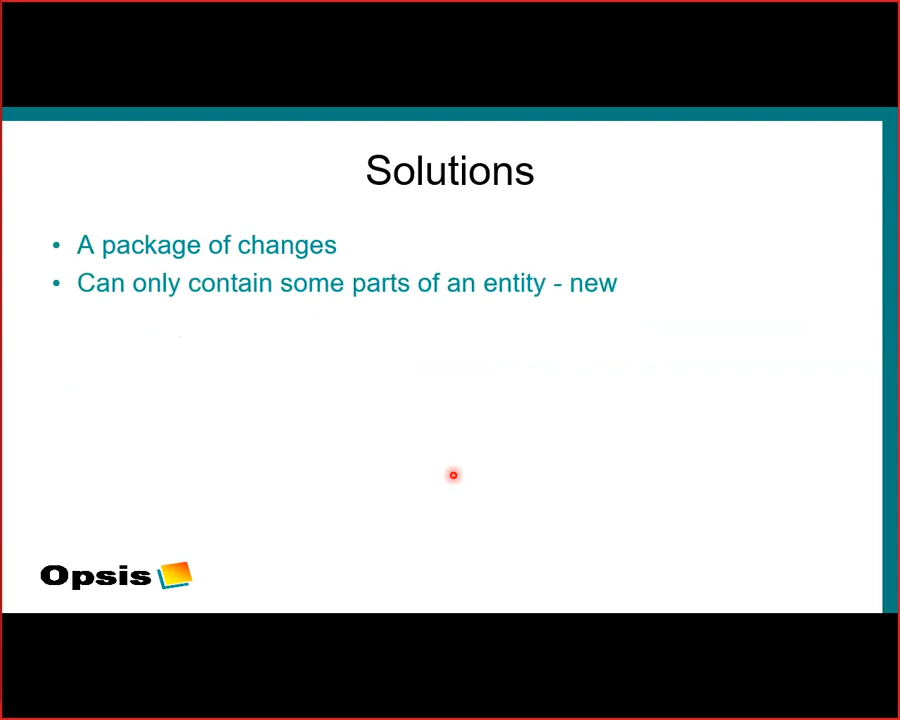 Solutions
• A package of changes
• Can only contain some parts of an entity - new
Opsis